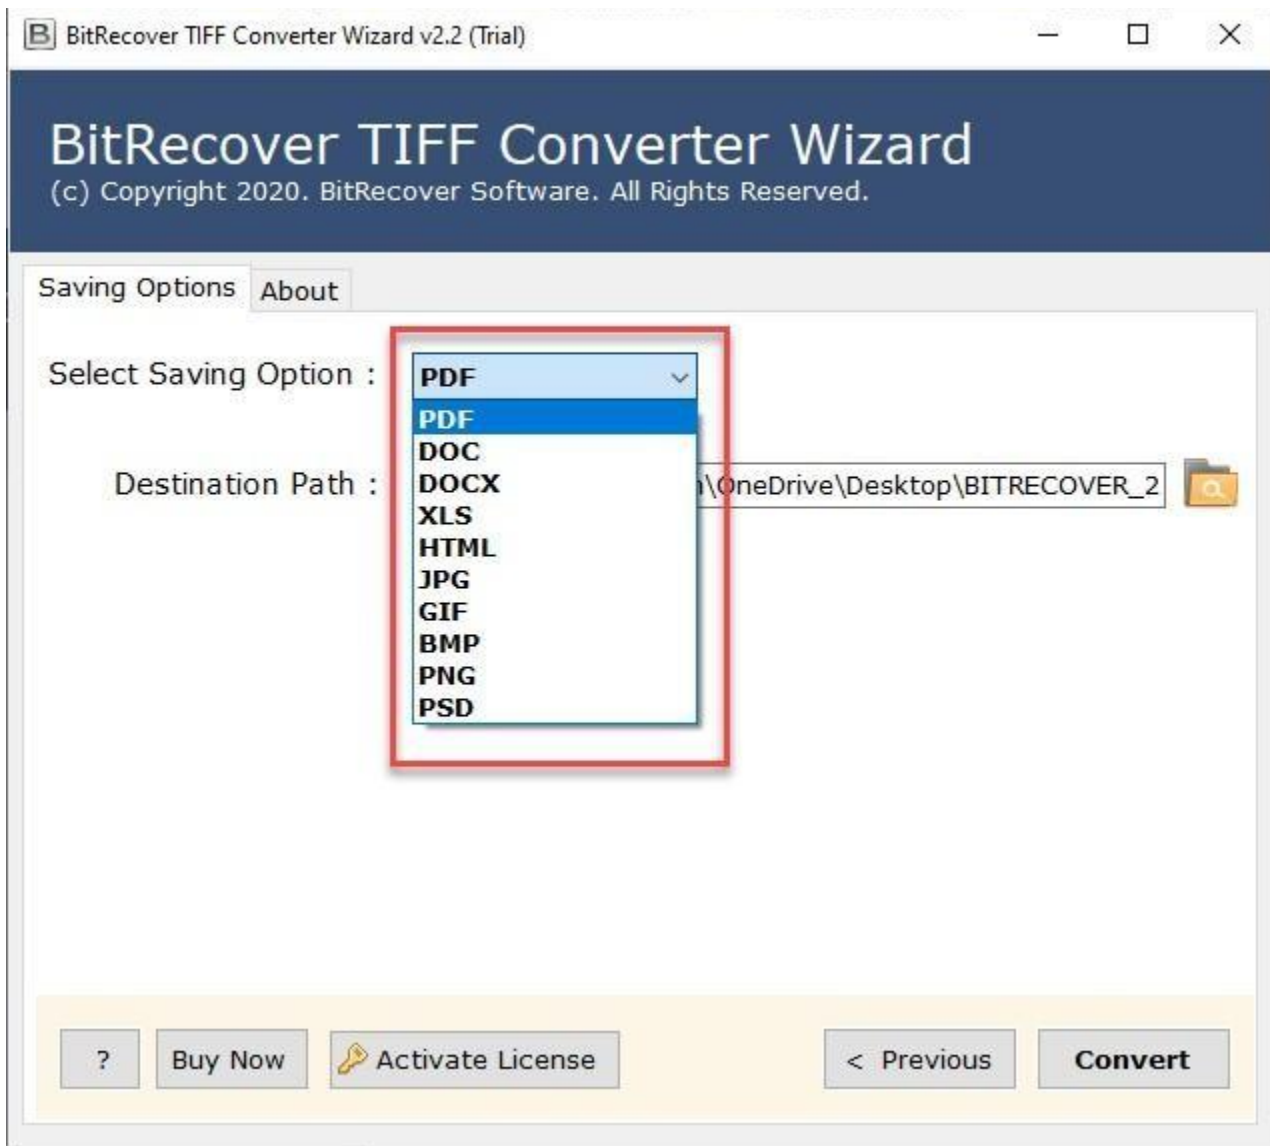 BitRecover TIFF Converter Wizard v2.2 (Trial)
BitRecover TIFF Converter Wizard
(c) Copyright 2020. BitRecover Software. All Rights Reserved.
Saving Options About
Select Saving Option : PDF
PDF
DOC
Destination Path : \OneDrive\Desktop\BITRECOVER_2
DOCX
XLS
HTML
JPG
GIF
BMP
PNG
PSD
? Buy Now Activate License < Previous Convert